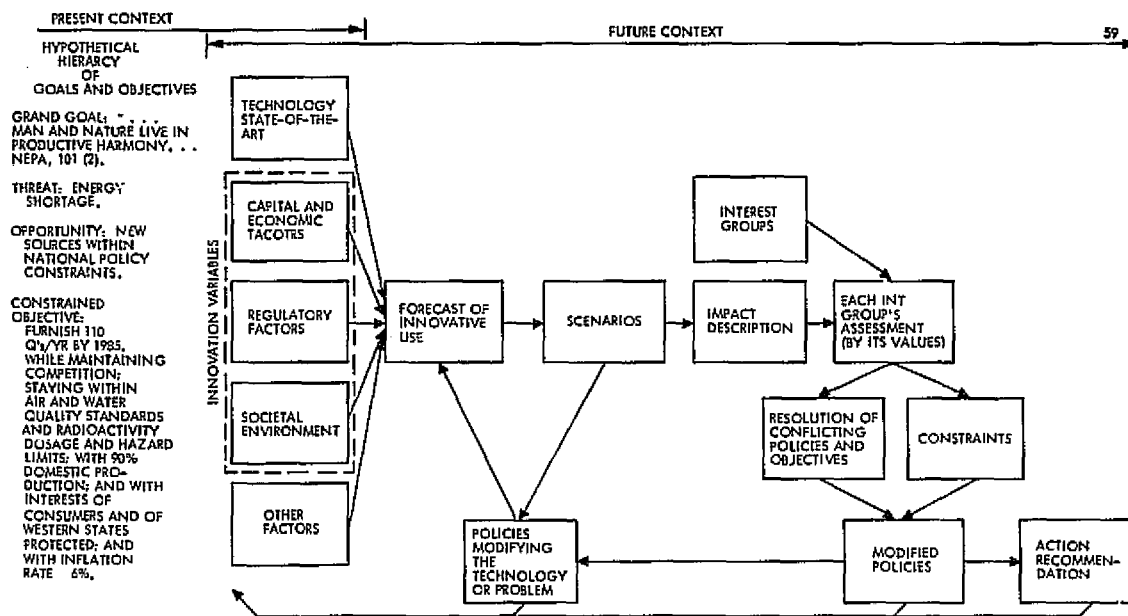 PRESENT CONTEXT
FUTURE CONTEXT
59
HYPOTHETICAL
HIERARCHY
OF
GOALS AND OBJECTIVES
GRAND GOAL: " . . .
MAN AND NATURE LIVE IN
PRODUCTIVE HARMONY. . .
NEPA, 101 (2).
THREAT: ENERGY
SHORTAGE.
OPPORTUNITY: NEW
SOURCES WITHIN
NATIONAL POLICY
CONSTRAINTS.
CONSTRAINED
OBJECTIVE:
FURNISH 110
Q's/YR BY 1985,
WHILE MAINTAINING
COMPETITION;
STAYING WITHIN
AIR AND WATER
QUALITY STANDARDS
AND RADIOACTIVITY
DOSAGE AND HAZARD
LIMITS; WITH 90%
DOMESTIC PRO-
DUCTION; AND WITH
INTERESTS OF
CONSUMERS AND OF
WESTERN STATES
PROTECTED; AND
WITH INFLATION
RATE 6%.
INNOVATION VARIABLES
TECHNOLOGY
STATE-OF-THE-
ART
CAPITAL AND
ECONOMIC
TACOTRS
REGULATORY
FACTORS
SOCIETAL
ENVIRONMENT
OTHER
FACTORS
FORECAST OF
INNOVATIVE
USE
SCENARIOS
IMPACT
DESCRIPTION
INTEREST
GROUPS
EACH INT
GROUP'S
ASSESSMENT
(BY ITS VALUES)
RESOLUTION OF
CONFLICTING
POLICIES AND
OBJECTIVES
CONSTRAINTS
POLICIES
MODIFYING
THE
TECHNOLOGY
OR PROBLEM
MODIFIED
POLICIES
ACTION
RECOMMEN-
DATION